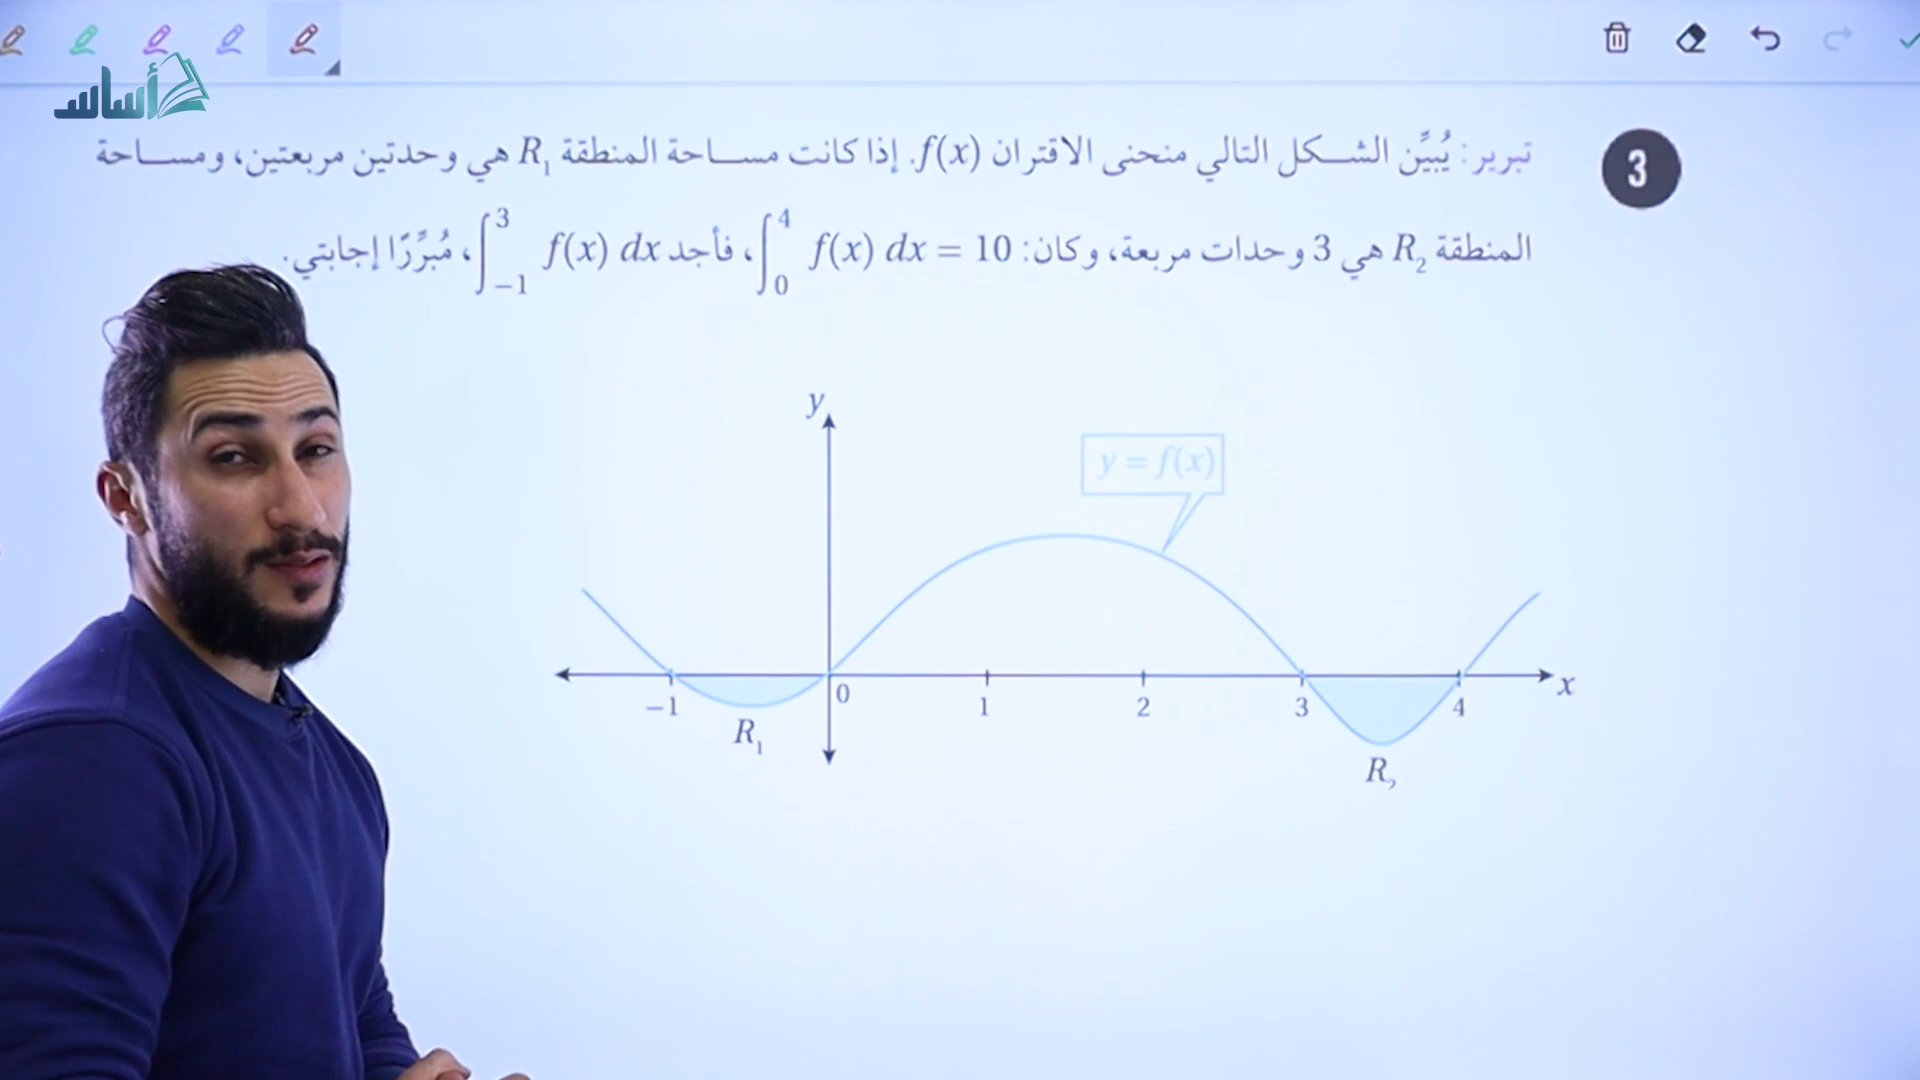 أساس
3
تبرير: يُبيِّن الشكل التالي منحنى الاقتران f(x). إذا كانت مساحة المنطقة R₁ هي وحدتين مربعتين، ومساحة
المنطقة R₂ هي 3 وحدات مربعة، وكان: ∫₀⁴ f(x) dx = 10، فأجد ∫₋₁³ f(x) dx، مُبرِّرًا إجابتي.
y
y = f(x)
−1 0 1 2 3 4 x
R₁
R₂